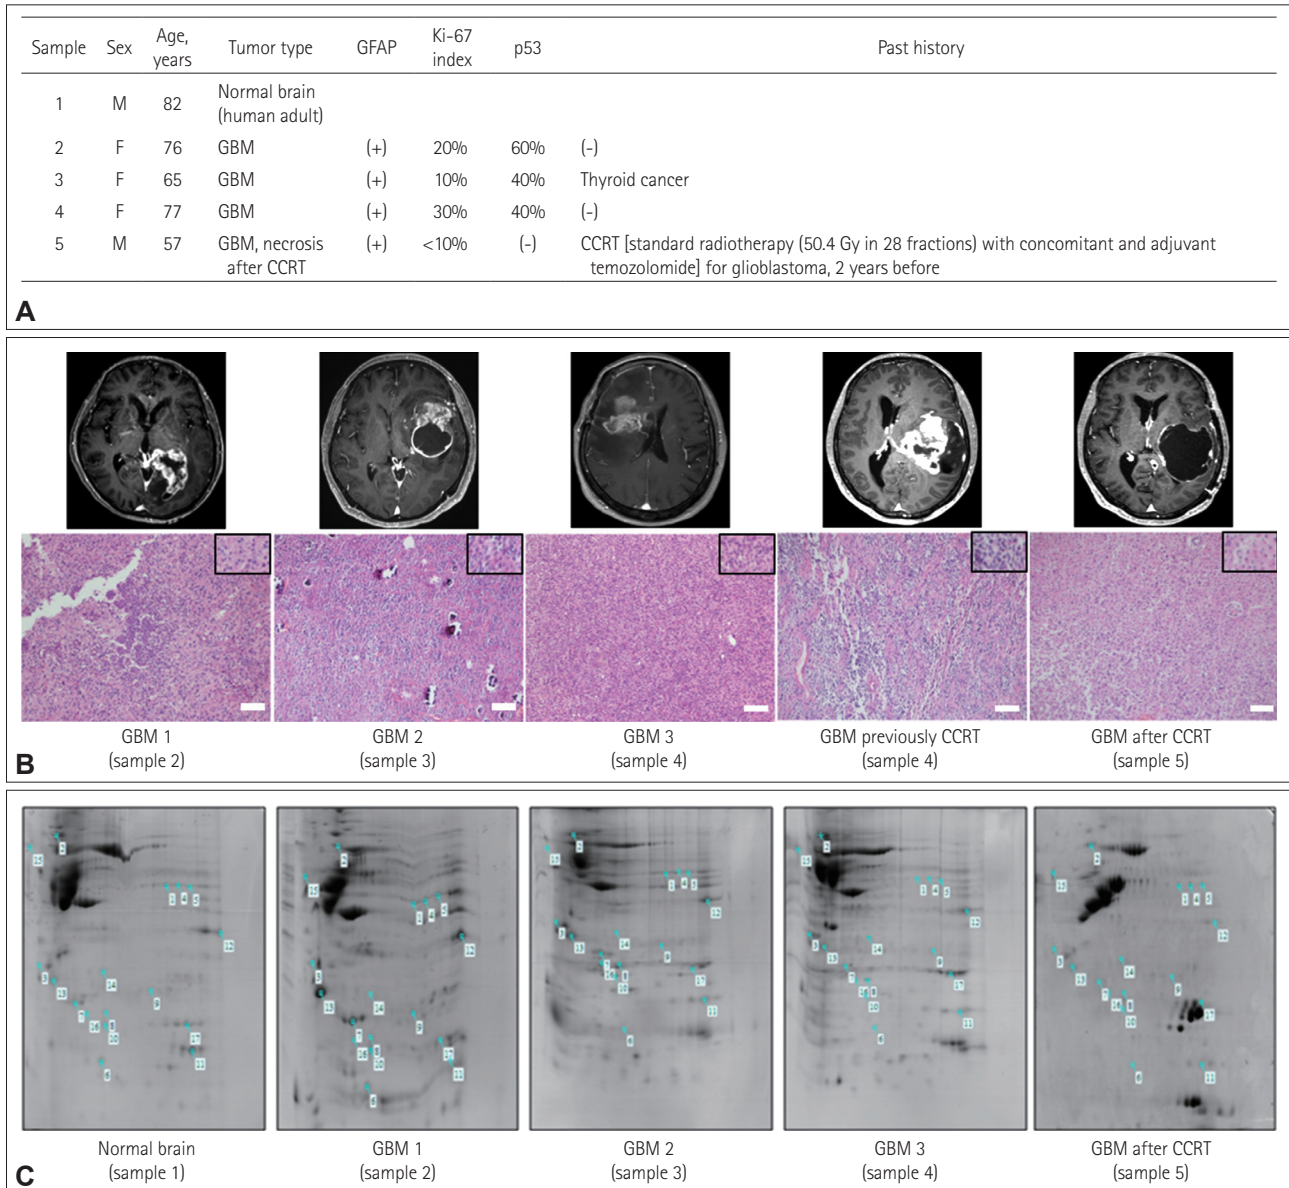 Sample Sex Age, years Tumor type GFAP Ki-67 index p53 Past history
1 M 82 Normal brain (human adult)
2 F 76 GBM (+) 20% 60% (-)
3 F 65 GBM (+) 10% 40% Thyroid cancer
4 F 77 GBM (+) 30% 40% (-)
5 M 57 GBM, necrosis after CCRT (+) <10% (-) CCRT [standard radiotherapy (50.4 Gy in 28 fractions) with concomitant and adjuvant temozolomide] for glioblastoma, 2 years before
A
GBM 1
(sample 2)
GBM 2
(sample 3)
GBM 3
(sample 4)
GBM previously CCRT
(sample 4)
GBM after CCRT
(sample 5)
B
Normal brain
(sample 1)
GBM 1
(sample 2)
GBM 2
(sample 3)
GBM 3
(sample 4)
GBM after CCRT
(sample 5)
C